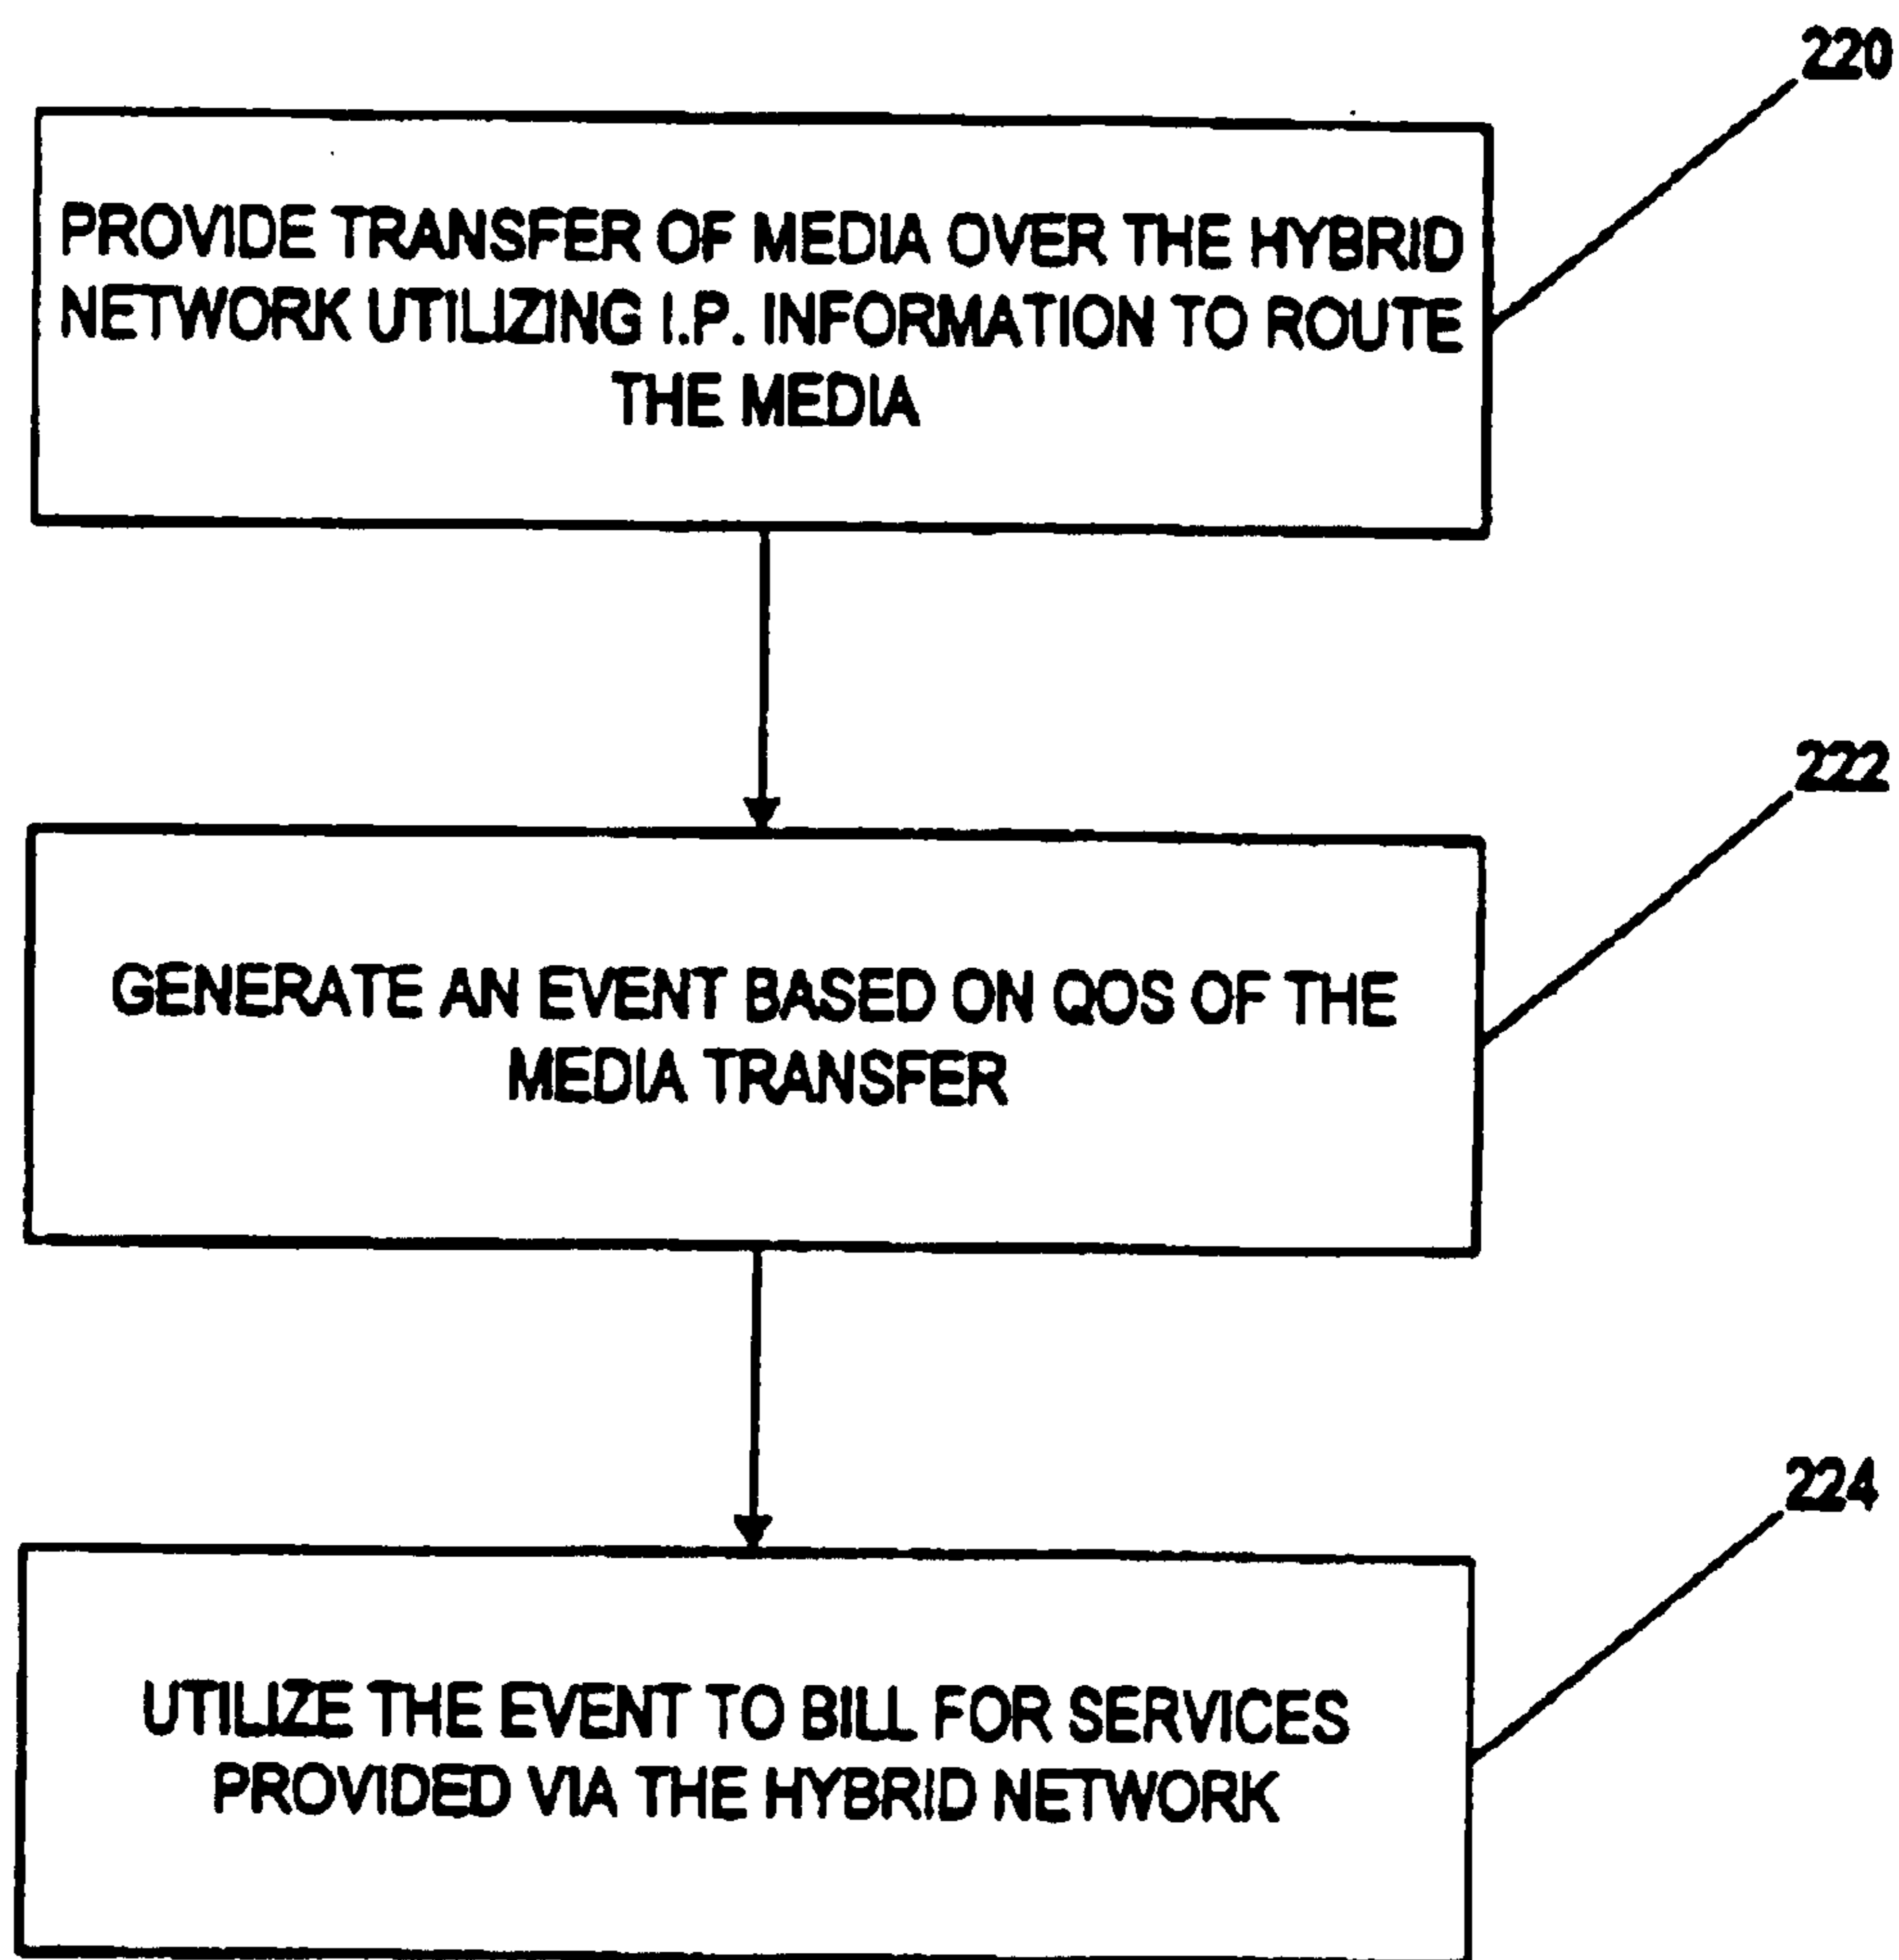 220
PROVIDE TRANSFER OF MEDIA OVER THE HYBRID
NETWORK UTILIZING I.P. INFORMATION TO ROUTE
THE MEDIA
222
GENERATE AN EVENT BASED ON QOS OF THE
MEDIA TRANSFER
224
UTILIZE THE EVENT TO BILL FOR SERVICES
PROVIDED VIA THE HYBRID NETWORK